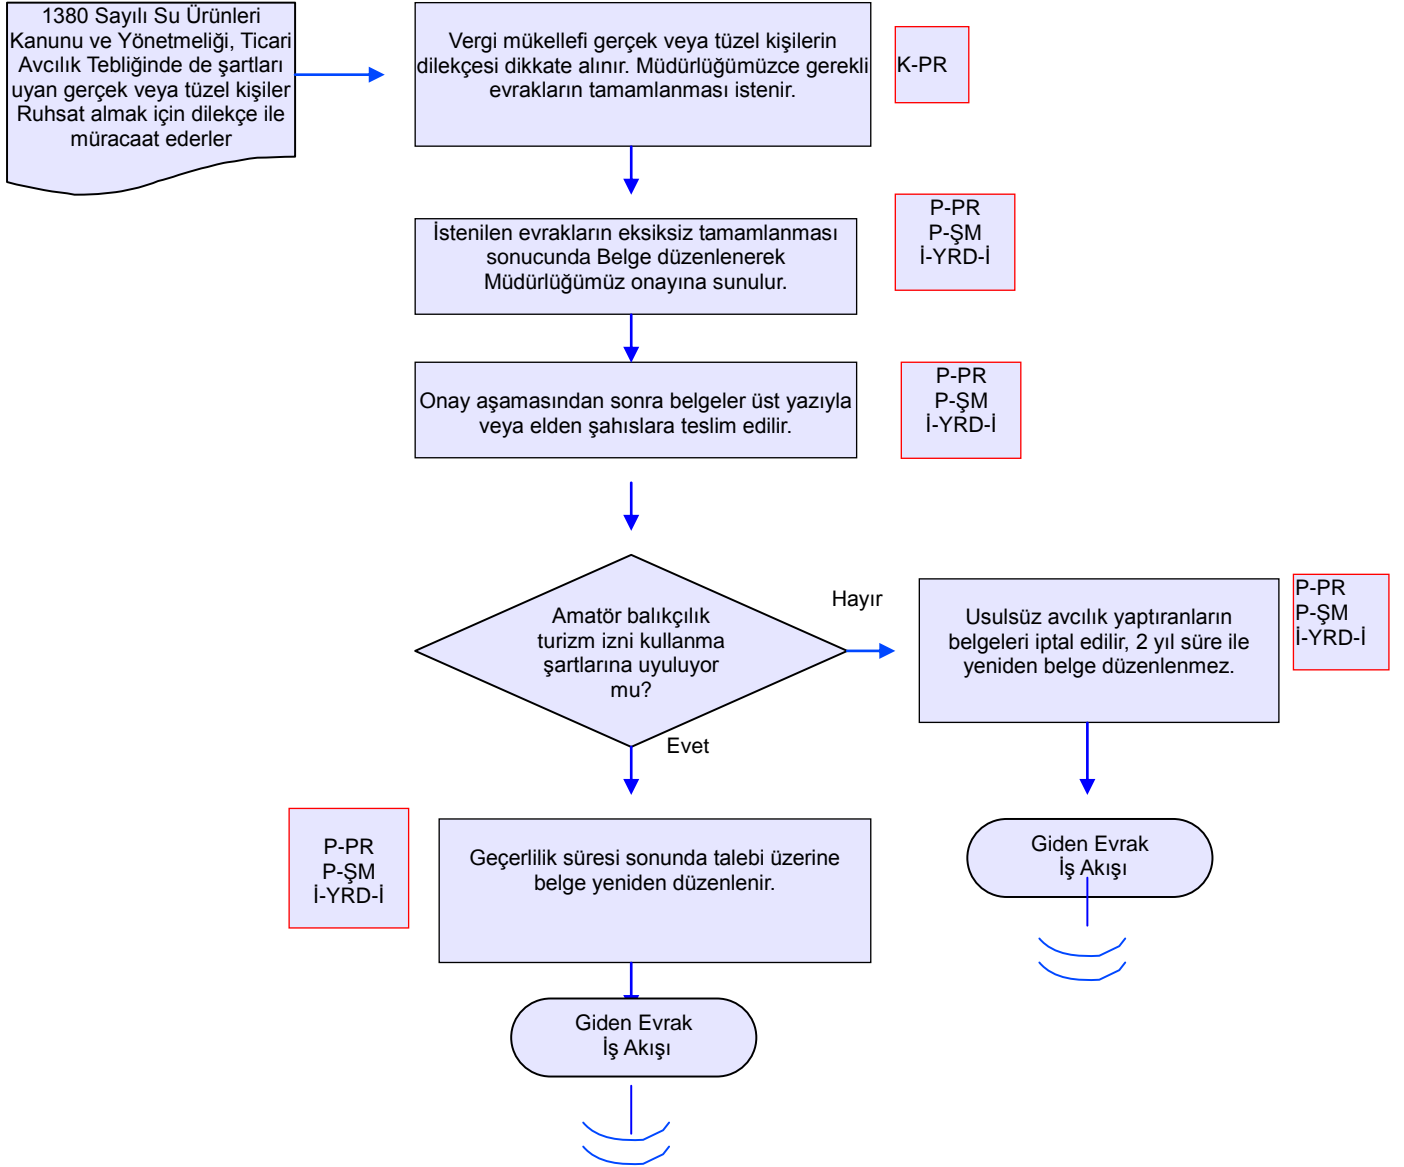 1380 Sayılı Su Ürünleri
Kanunu ve Yönetmeliği, Ticari
Avcılık Tebliğinde de şartları
uyan gerçek veya tüzel kişiler
Ruhsat almak için dilekçe ile
müracaat ederler
Vergi mükellefi gerçek veya tüzel kişilerin
dilekçesi dikkate alınır. Müdürlüğümüzce gerekli
evrakların tamamlanması istenir.
K-PR
İstenilen evrakların eksiksiz tamamlanması
sonucunda Belge düzenlenerek
Müdürlüğümüz onayına sunulur.
P-PR
P-ŞM
İ-YRD-İ
Onay aşamasından sonra belgeler üst yazıyla
veya elden şahıslara teslim edilir.
P-PR
P-ŞM
İ-YRD-İ
Amatör balıkçılık
turizm izni kullanma
şartlarına uyuluyor
mu?
Hayır
Usulsüz avcılık yaptıranların
belgeleri iptal edilir, 2 yıl süre ile
yeniden belge düzenlenmez.
P-PR
P-ŞM
İ-YRD-İ
Evet
P-PR
P-ŞM
İ-YRD-İ
Geçerlilik süresi sonunda talebi üzerine
belge yeniden düzenlenir.
Giden Evrak
İş Akışı
Giden Evrak
İş Akışı